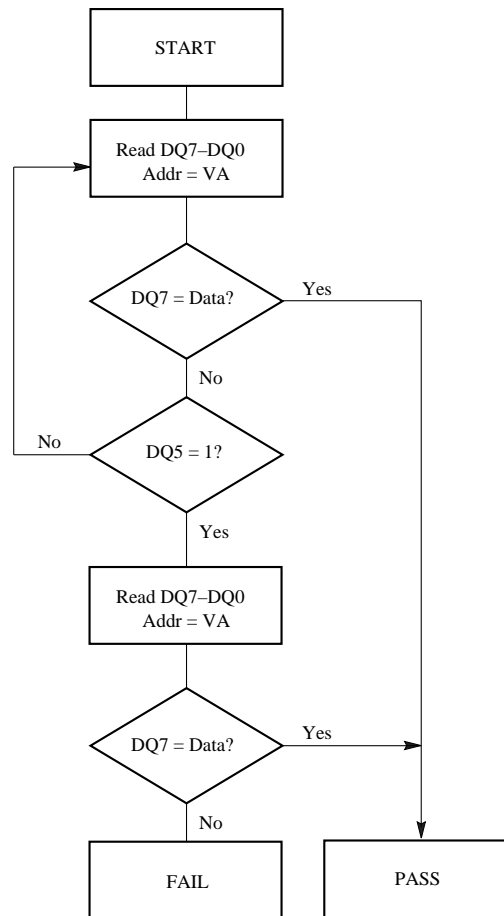 START
Read DQ7–DQ0
Addr = VA
DQ7 = Data?
Yes
No
No
DQ5 = 1?
Yes
Read DQ7–DQ0
Addr = VA
DQ7 = Data?
Yes
No
FAIL
PASS